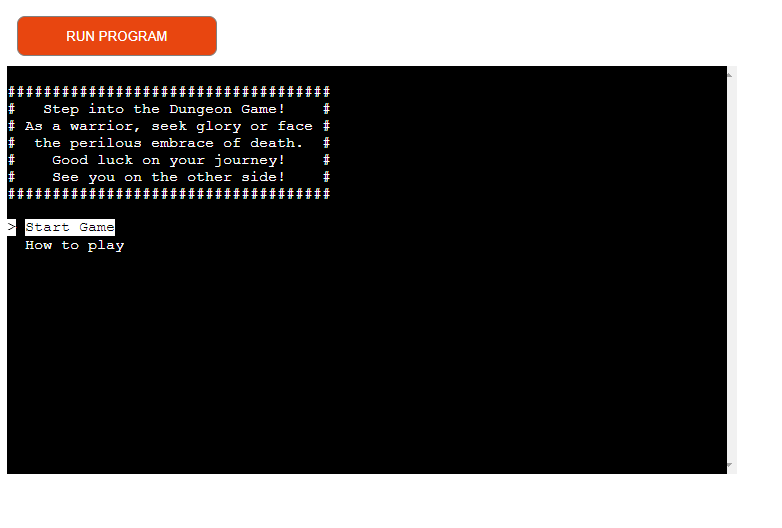 RUN PROGRAM
####################################
#   Step into the Dungeon Game!    #
# As a warrior, seek glory or face #
#  the perilous embrace of death.  #
#    Good luck on your journey!    #
#    See you on the other side!    #
####################################
> Start Game
  How to play